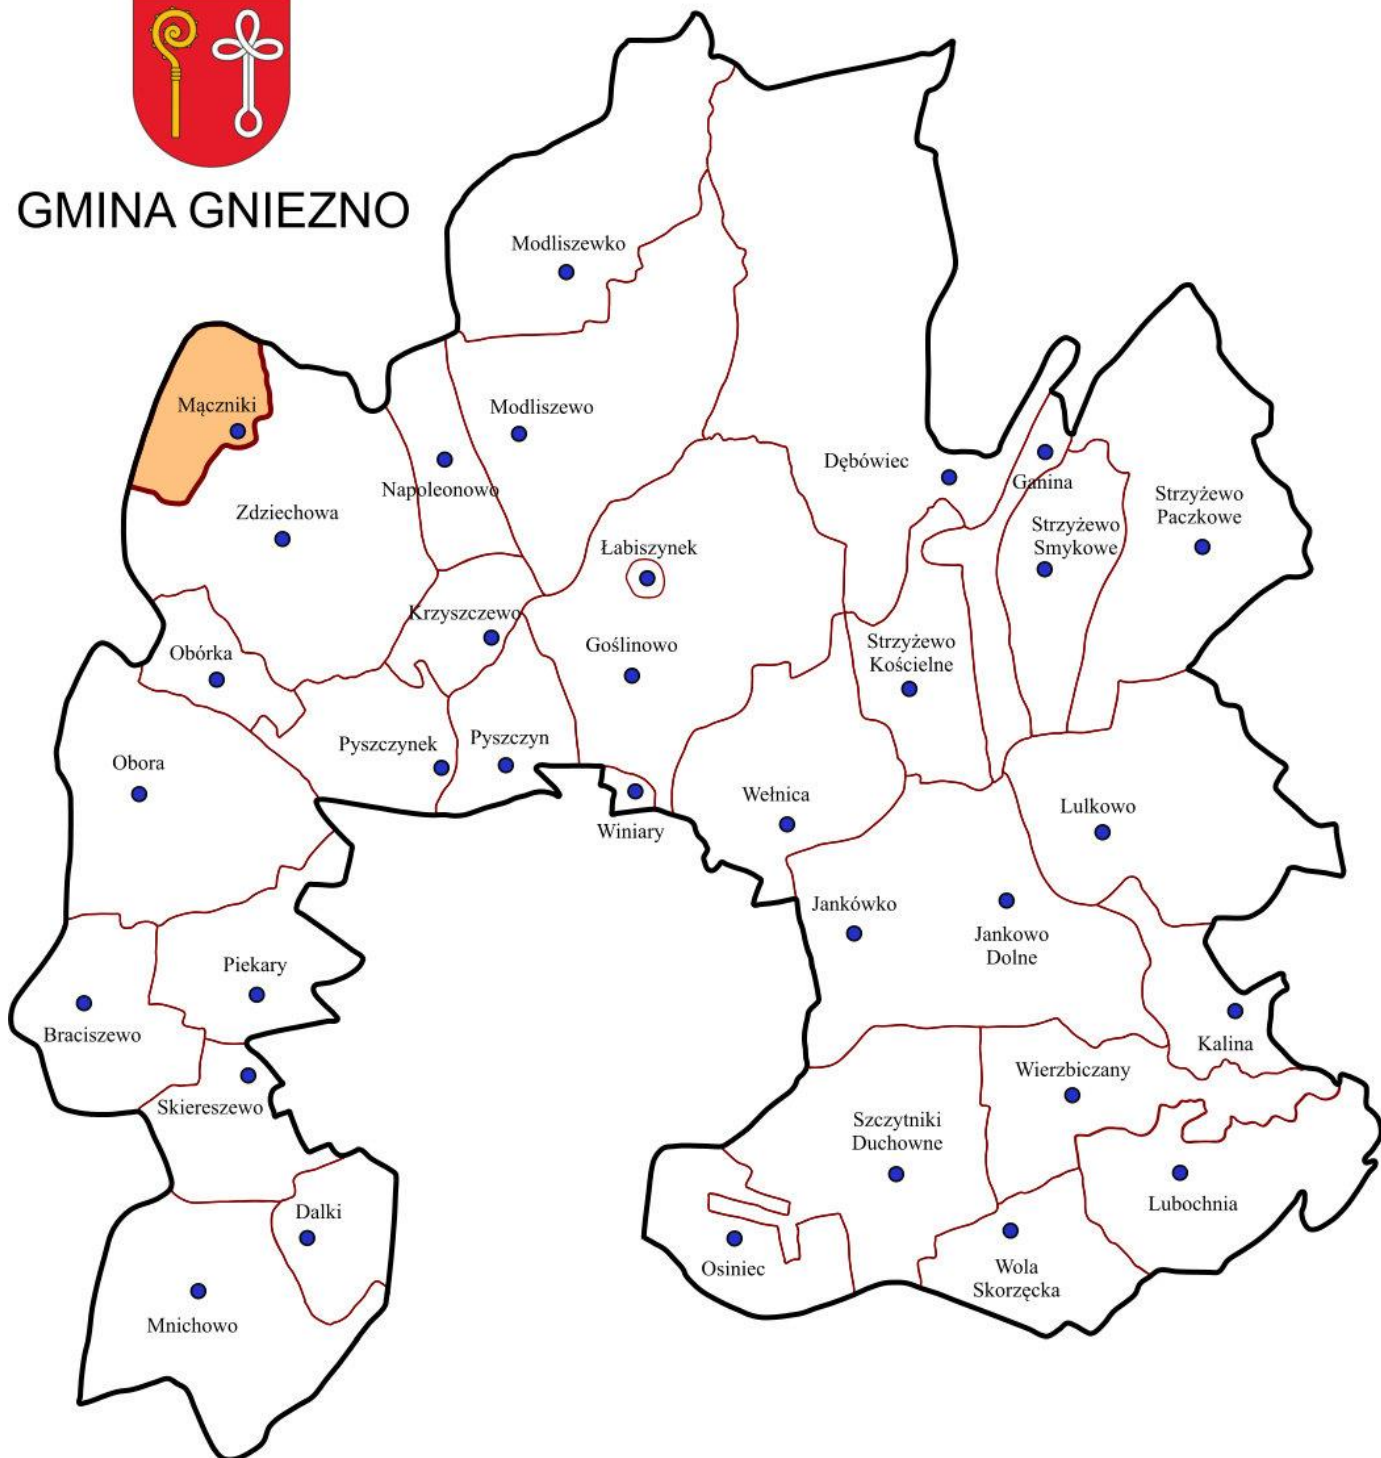 GMINA GNIEZNO
Modliszewko
Mączniki
Modliszewo
Napoleonowo
Zdziechowa
Dębówiec
Ganina
Strzyżewo
Paczkowe
Strzyżewo
Smykowe
Łabiszynek
Krzyszczewo
Goślinowo
Strzyżewo
Kościelne
Obórka
Pyszczynek
Pyszczyn
Obora
Winiary
Wełnica
Lulkowo
Jankówko
Jankowo
Dolne
Piekary
Braciszewo
Kalina
Skiereszewo
Wierzbiczany
Szczytniki
Duchowne
Lubochnia
Dalki
Osiniec
Wola
Skorzęcka
Mnichowo